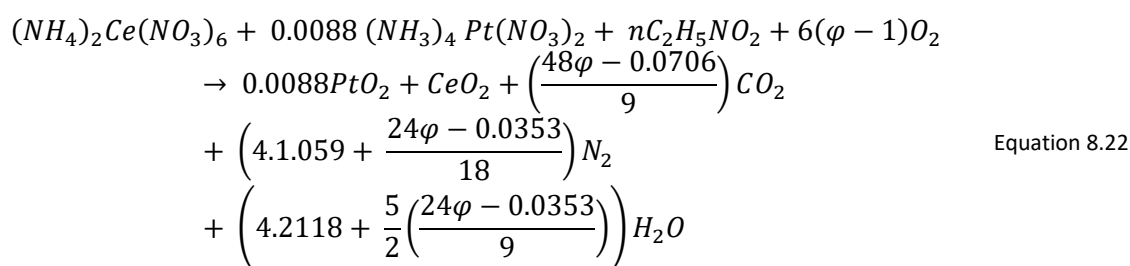 (NH₄)₂Ce(NO₃)₆ + 0.0088 (NH₃)₄ Pt(NO₃)₂ + nC₂H₅NO₂ + 6(φ − 1)O₂
→ 0.0088PtO₂ + CeO₂ + ((48φ − 0.0706)/9) CO₂
+ (4.1.059 + (24φ − 0.0353)/18) N₂
Equation 8.22
+ (4.2118 + 5/2 ((24φ − 0.0353)/9)) H₂O